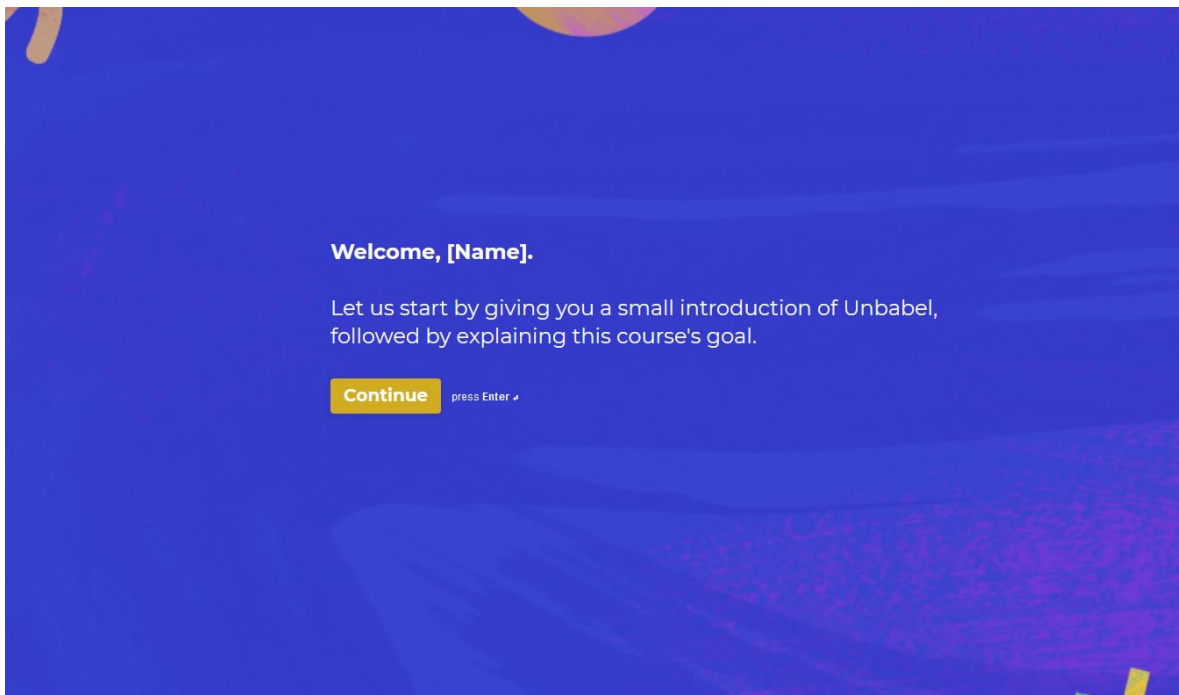 Welcome, [Name].
Let us start by giving you a small introduction of Unbabel,
followed by explaining this course's goal.
Continue press Enter ↵